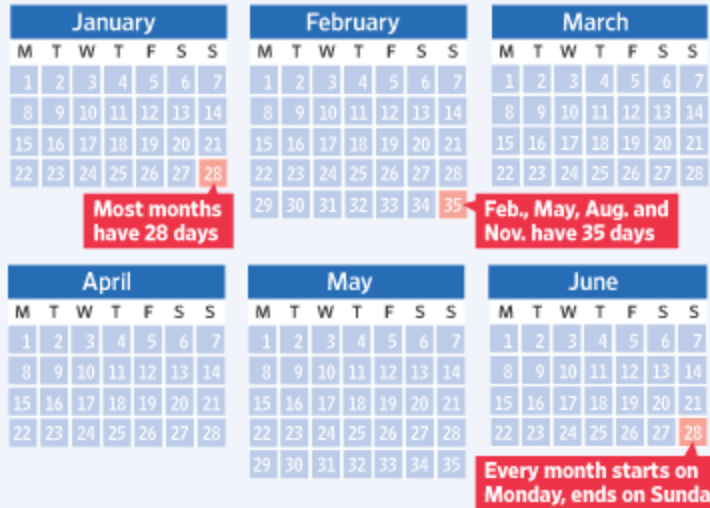 January February March
M T W F S S M T W F S S M T W F S S
1 2 3 4 5 6 7 1 2 3 4 5 6 7 1 2 3 4 5 6 7
8 9 10 11 12 13 14 8 9 10 11 12 13 14 8 9 10 11 12 13 14
15 16 17 18 19 20 21 15 16 17 18 19 20 21 15 16 17 18 19 20 21
22 23 24 25 26 27 28 22 23 24 25 26 27 28 22 23 24 25 26 27 28
29 30 31 32 33 34 35
Most months
have 28 days
Feb., May, Aug. and
Nov. have 35 days
April May June
M T W T F S S M T W T F S S M T W T F S S
1 2 3 4 5 6 7 1 2 3 4 5 6 7 1 2 3 4 5 6 7
8 9 10 11 12 13 14 8 9 10 11 12 13 14 8 9 10 11 12 13 14
15 16 17 18 19 20 21 15 16 17 18 19 20 21 15 16 17 18 19 20 21
22 23 24 25 26 27 28 22 23 24 25 26 27 28 22 23 24 25 26 27 28
29 30 31 32 33 34 35
Every month starts on
Monday, ends on Sunda